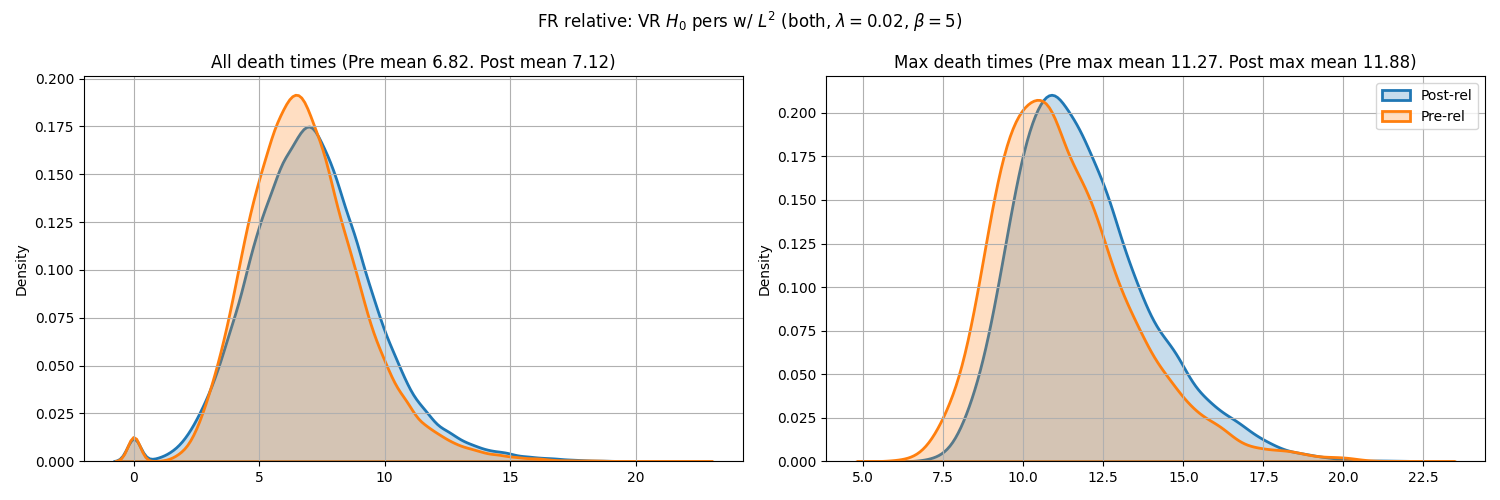 FR relative: VR $H_0$ pers w/ $L^2$ (both, $\lambda = 0.02$, $\beta = 5$)
All death times (Pre mean 6.82. Post mean 7.12)
Density
0.200
0.175
0.150
0.125
0.100
0.075
0.050
0.025
0.000
0 5 10 15 20
Max death times (Pre max mean 11.27. Post max mean 11.88)
Post-rel
Pre-rel
Density
0.200
0.175
0.150
0.125
0.100
0.075
0.050
0.025
0.000
5.0 7.5 10.0 12.5 15.0 17.5 20.0 22.5